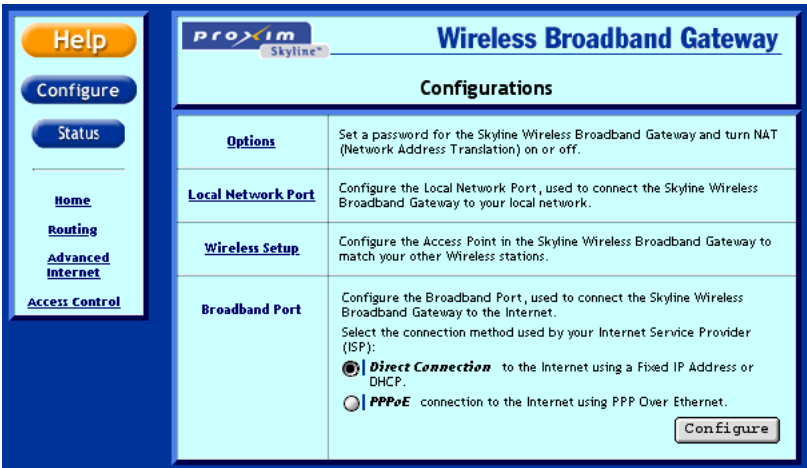 Help
Configure
Status
Home
Routing
Advanced
Internet
Access Control
PROXIM
Skyline™
Wireless Broadband Gateway
Configurations
Options
Set a password for the Skyline Wireless Broadband Gateway and turn NAT
(Network Address Translation) on or off.
Local Network Port
Configure the Local Network Port, used to connect the Skyline Wireless
Broadband Gateway to your local network.
Wireless Setup
Configure the Access Point in the Skyline Wireless Broadband Gateway to
match your other Wireless stations.
Broadband Port
Configure the Broadband Port, used to connect the Skyline Wireless
Broadband Gateway to the Internet.
Select the connection method used by your Internet Service Provider
(ISP):
Direct Connection to the Internet using a Fixed IP Address or
DHCP.
PPPoE connection to the Internet using PPP Over Ethernet.
Configure